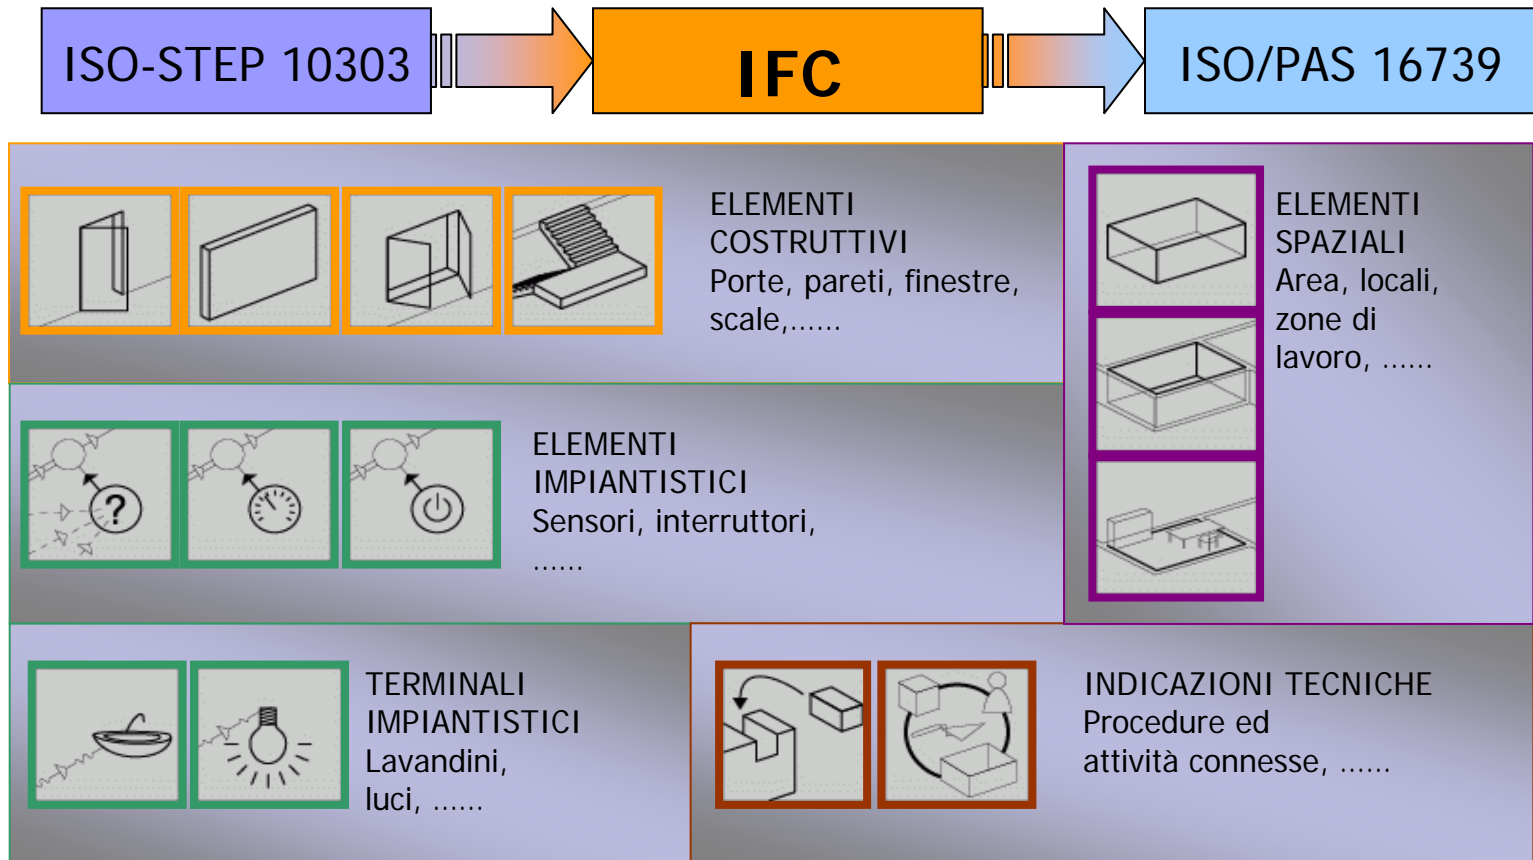 ISO-STEP 10303
IFC
ISO/PAS 16739
ELEMENTI
COSTRUTTIVI
Porte, pareti, finestre,
scale,......
ELEMENTI
SPAZIALI
Area, locali,
zone di
lavoro, ......
?
ELEMENTI
IMPIANTISTICI
Sensori, interruttori,
......
TERMINALI
IMPIANTISTICI
Lavandini,
luci, ......
INDICAZIONI TECNICHE
Procedure ed
attività connesse, ......